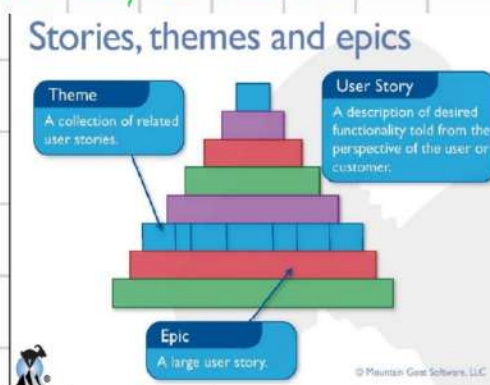 Stories, themes and epics
Theme
A collection of related
user stories.
User Story
A description of desired
functionality told from the
perspective of the user or
customer.
Epic
A large user story.
© Mountain Goat Software, LLC